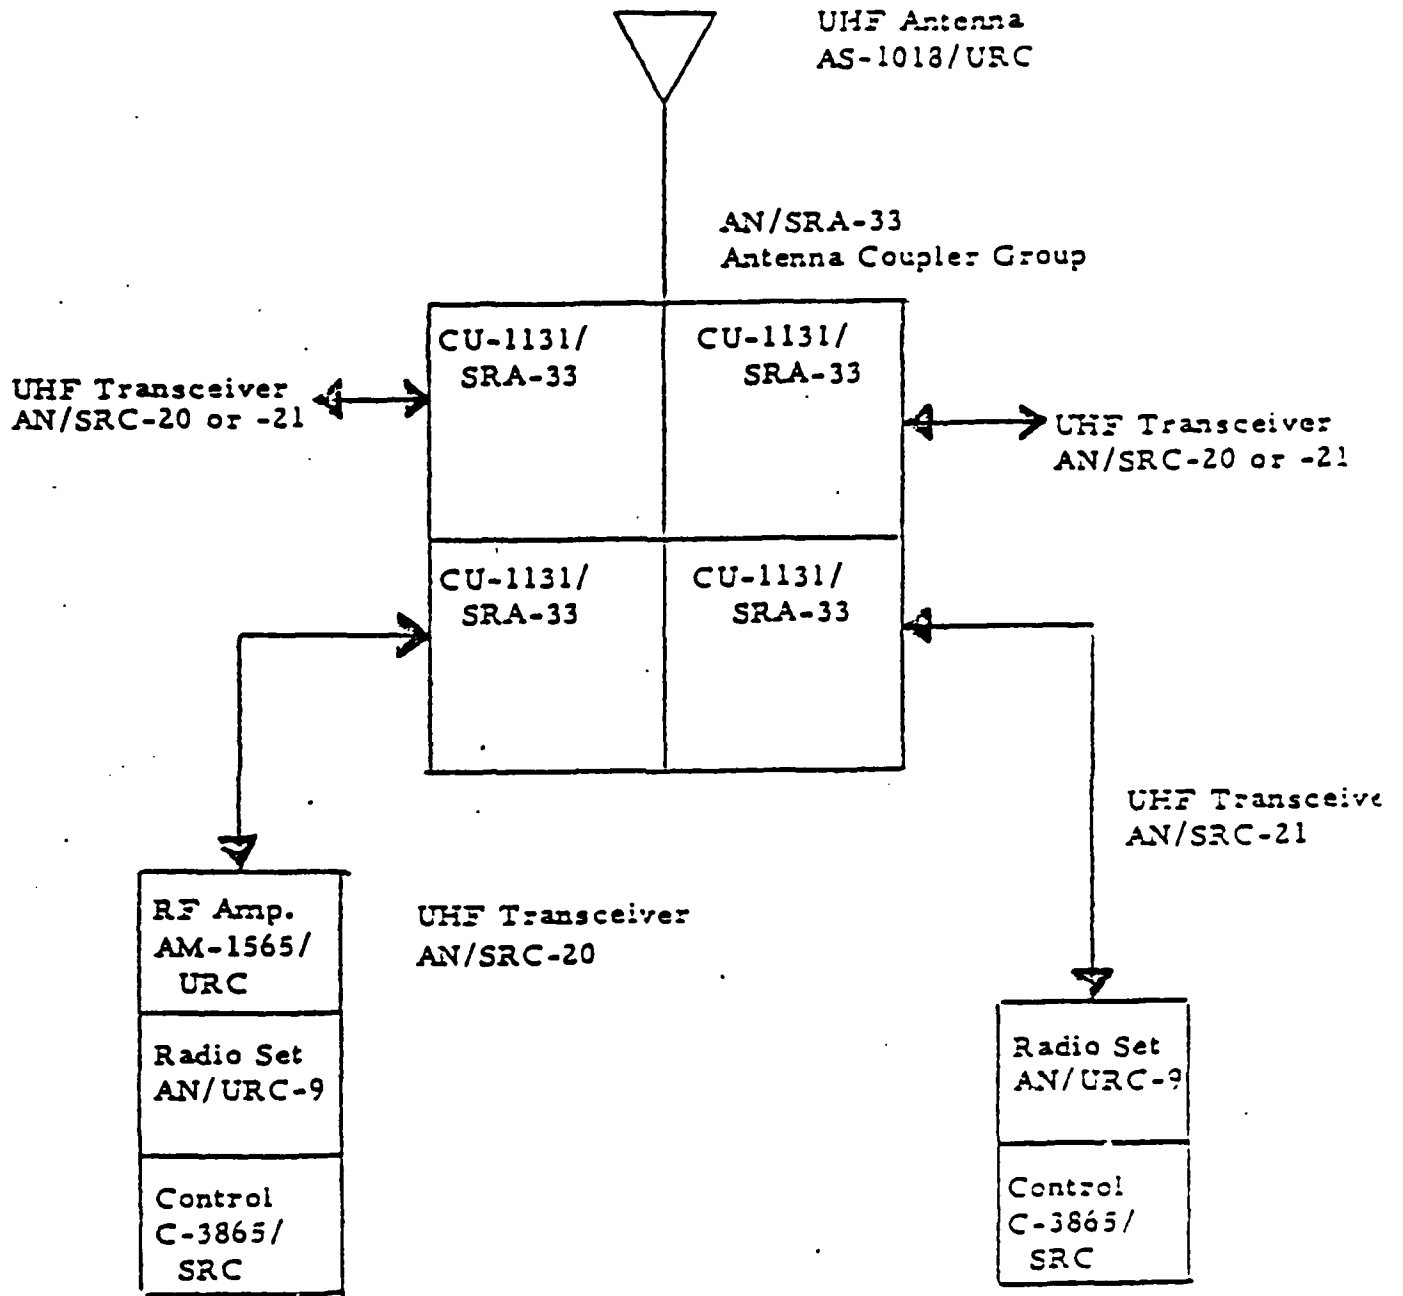 UHF Antenna
AS-1018/URC
AN/SRA-33
Antenna Coupler Group
CU-1131/
SRA-33
CU-1131/
SRA-33
UHF Transceiver
AN/SRC-20 or -21
UHF Transceiver
AN/SRC-20 or -21
CU-1131/
SRA-33
CU-1131/
SRA-33
UHF Transceive
AN/SRC-21
RF Amp.
AM-1565/
URC
UHF Transceiver
AN/SRC-20
Radio Set
AN/URC-9
Control
C-3865/
SRC
Radio Set
AN/URC-9
Control
C-3865/
SRC